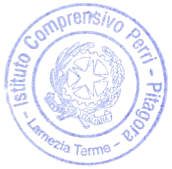 Istituto Comprensivo Perri - Pitagora
- Lamezia Terme -